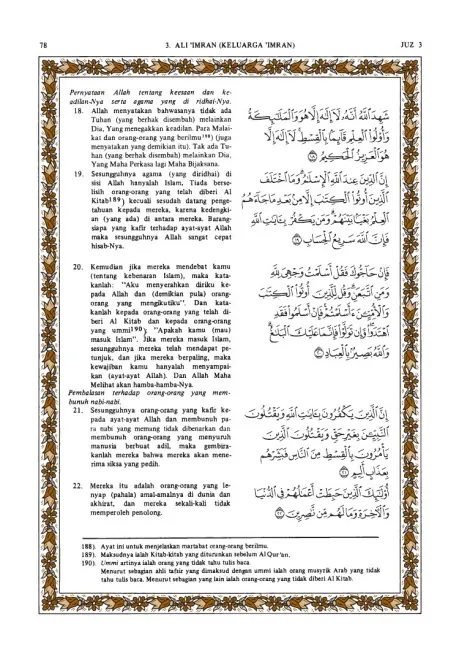 78
3. ALI 'IMRAN (KELUARGA 'IMRAN)
JUZ 3
Pernyataan Allah tentang keesaan dan ke-
adilan-Nya serta agama yang di ridhai-Nya.
18. Allah menyatakan bahwasanya tidak ada
Tuhan (yang berhak disembah) melainkan
Dia, Yang menegakkan keadilan. Para Malai-
kat dan orang-orang yang berilmu188) (juga
menyatakan yang demikian itu). Tak ada Tu-
han (yang berhak disembah) melainkan Dia,
Yang Maha Perkasa lagi Maha Bijaksana.
19. Sesungguhnya agama (yang diridhai) di
sisi Allah hanyalah Islam, Tiada berse-
lisih orang-orang yang telah diberi Al
Kitab189) kecuali sesudah datang penge-
tahuan kepada mereka, karena kedengki-
an (yang ada) di antara mereka. Barang-
siapa yang kafir terhadap ayat-ayat Allah
maka sesungguhnya Allah sangat cepat
hisab-Nya.
20. Kemudian jika mereka mendebat kamu
(tentang kebenaran Islam), maka kata-
kanlah: "Aku menyerahkan diriku ke-
pada Allah dan (demikian pula) orang-
orang yang mengikutiku". Dan kata-
kanlah kepada orang-orang yang telah di-
beri Al Kitab dan kepada orang-orang
yang ummi190): "Apakah kamu (mau)
masuk Islam". Jika mereka masuk Islam,
sesungguhnya mereka telah mendapat pe-
tunjuk, dan jika mereka berpaling, maka
kewajiban kamu hanyalah menyampai-
kan (ayat-ayat Allah). Dan Allah Maha
Melihat akan hamba-hamba-Nya.
Pembalasan terhadap orang-orang yang mem-
bunuh nabi-nabi.
21. Sesungguhnya orang-orang yang kafir ke-
pada ayat-ayat Allah dan membunuh pa-
ra nabi yang memang tidak dibenarkan dan
membunuh orang-orang yang menyuruh
manusia berbuat adil, maka gembira-
kanlah mereka bahwa mereka akan mene-
rima siksa yang pedih.
22. Mereka itu adalah orang-orang yang le-
nyap (pahala) amal-amalnya di dunia dan
akhirat, dan mereka sekali-kali tidak
memperoleh penolong.
شَهِدَ اللَّهُ أَنَّهُ لَا إِلَٰهَ إِلَّا هُوَ وَالْمَلَٰئِكَةُ
وَأُولُوا الْعِلْمِ قَائِمًا بِالْقِسْطِ لَا إِلَٰهَ إِلَّا
هُوَ الْعَزِيزُ الْحَكِيمُ ١٨
إِنَّ الدِّينَ عِنْدَ اللَّهِ الْإِسْلَٰمُ وَمَا اخْتَلَفَ
الَّذِينَ أُوتُوا الْكِتَٰبَ إِلَّا مِنْ بَعْدِ مَا جَاءَهُمُ
الْعِلْمُ بَغْيًا بَيْنَهُمْ وَمَنْ يَكْفُرْ بِـَٔايَٰتِ اللَّهِ
فَإِنَّ اللَّهَ سَرِيعُ الْحِسَابِ ١٩
فَإِنْ حَاجُّوكَ فَقُلْ أَسْلَمْتُ وَجْهِيَ لِلَّهِ
وَمَنِ اتَّبَعَنِ وَقُلْ لِلَّذِينَ أُوتُوا الْكِتَٰبَ
وَالْأُمِّيِّينَ ءَأَسْلَمْتُمْ فَإِنْ أَسْلَمُوا فَقَدِ
اهْتَدَوْا وَإِنْ تَوَلَّوْا فَإِنَّمَا عَلَيْكَ الْبَلَٰغُ
وَاللَّهُ بَصِيرٌ بِالْعِبَادِ ٢٠
إِنَّ الَّذِينَ يَكْفُرُونَ بِـَٔايَٰتِ اللَّهِ وَيَقْتُلُونَ
النَّبِيِّينَ بِغَيْرِ حَقٍّ وَيَقْتُلُونَ الَّذِينَ
يَأْمُرُونَ بِالْقِسْطِ مِنَ النَّاسِ فَبَشِّرْهُمْ
بِعَذَابٍ أَلِيمٍ ٢١
أُولَٰئِكَ الَّذِينَ حَبِطَتْ أَعْمَٰلُهُمْ فِي الدُّنْيَا
وَالْآخِرَةِ وَمَا لَهُمْ مِنْ نَٰصِرِينَ ٢٢
188). Ayat ini untuk menjelaskan martabat orang-orang berilmu.
189). Maksudnya ialah Kitab-kitab yang diturunkan sebelum Al Qur'an.
190). Ummi artinya ialah orang yang tidak tahu tulis baca.
Menurut sebagian ahli tafsir yang dimaksud dengan ummi ialah orang musyrik Arab yang tidak
tahu tulis baca. Menurut sebagian yang lain ialah orang-orang yang tidak diberi Al Kitab.